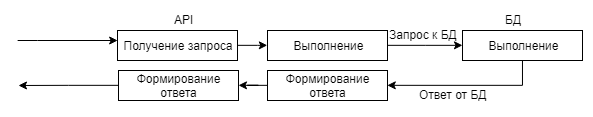 API
БД
Получение запроса
Выполнение
Запрос к БД
Выполнение
Формирование
ответа
Формирование
ответа
Ответ от БД